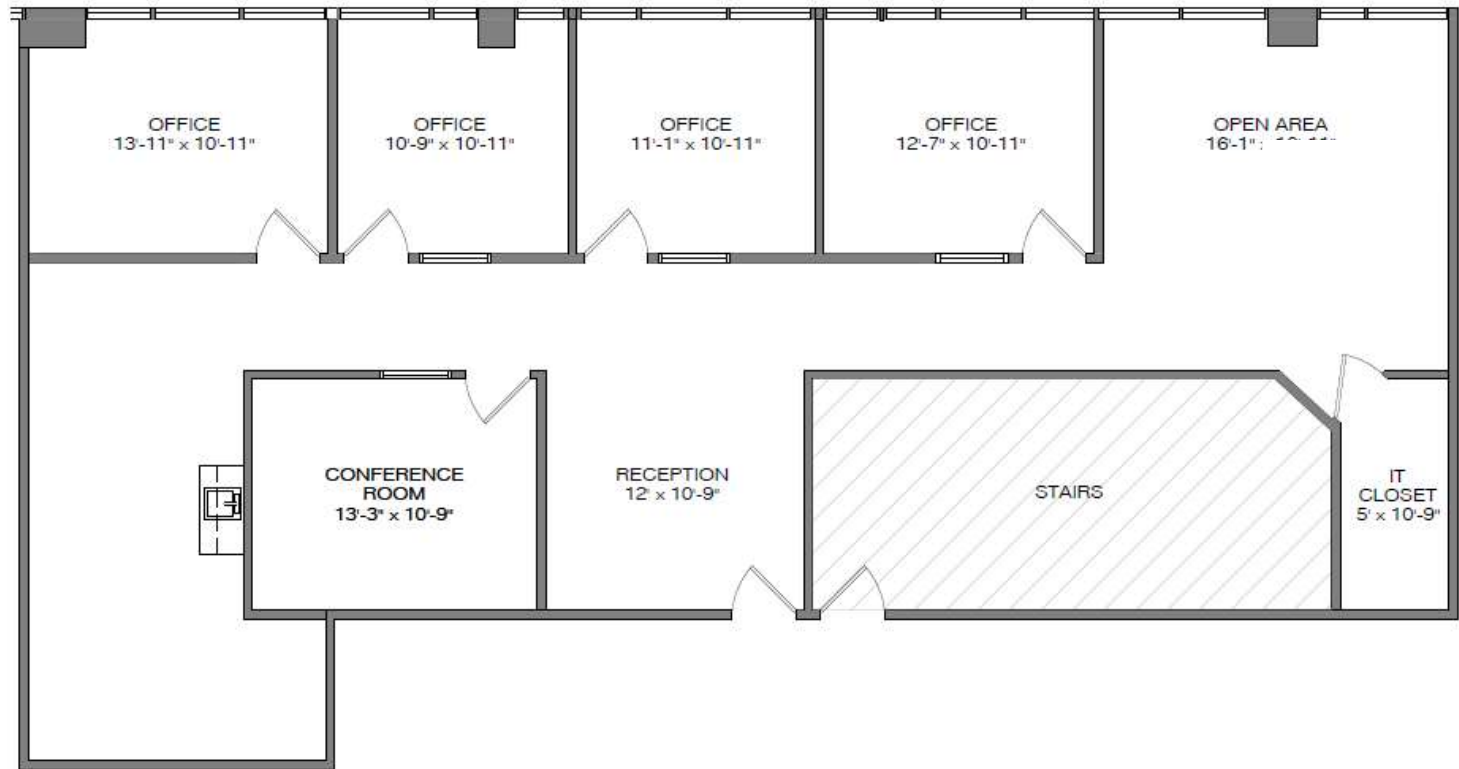 OFFICE
13'-11" x 10'-11"
OFFICE
10'-9" x 10'-11"
OFFICE
11'-1" x 10'-11"
OFFICE
12'-7" x 10'-11"
OPEN AREA
16'-1"
CONFERENCE
ROOM
13'-3" x 10'-9"
RECEPTION
12' x 10'-9"
STAIRS
IT
CLOSET
5' x 10'-9"